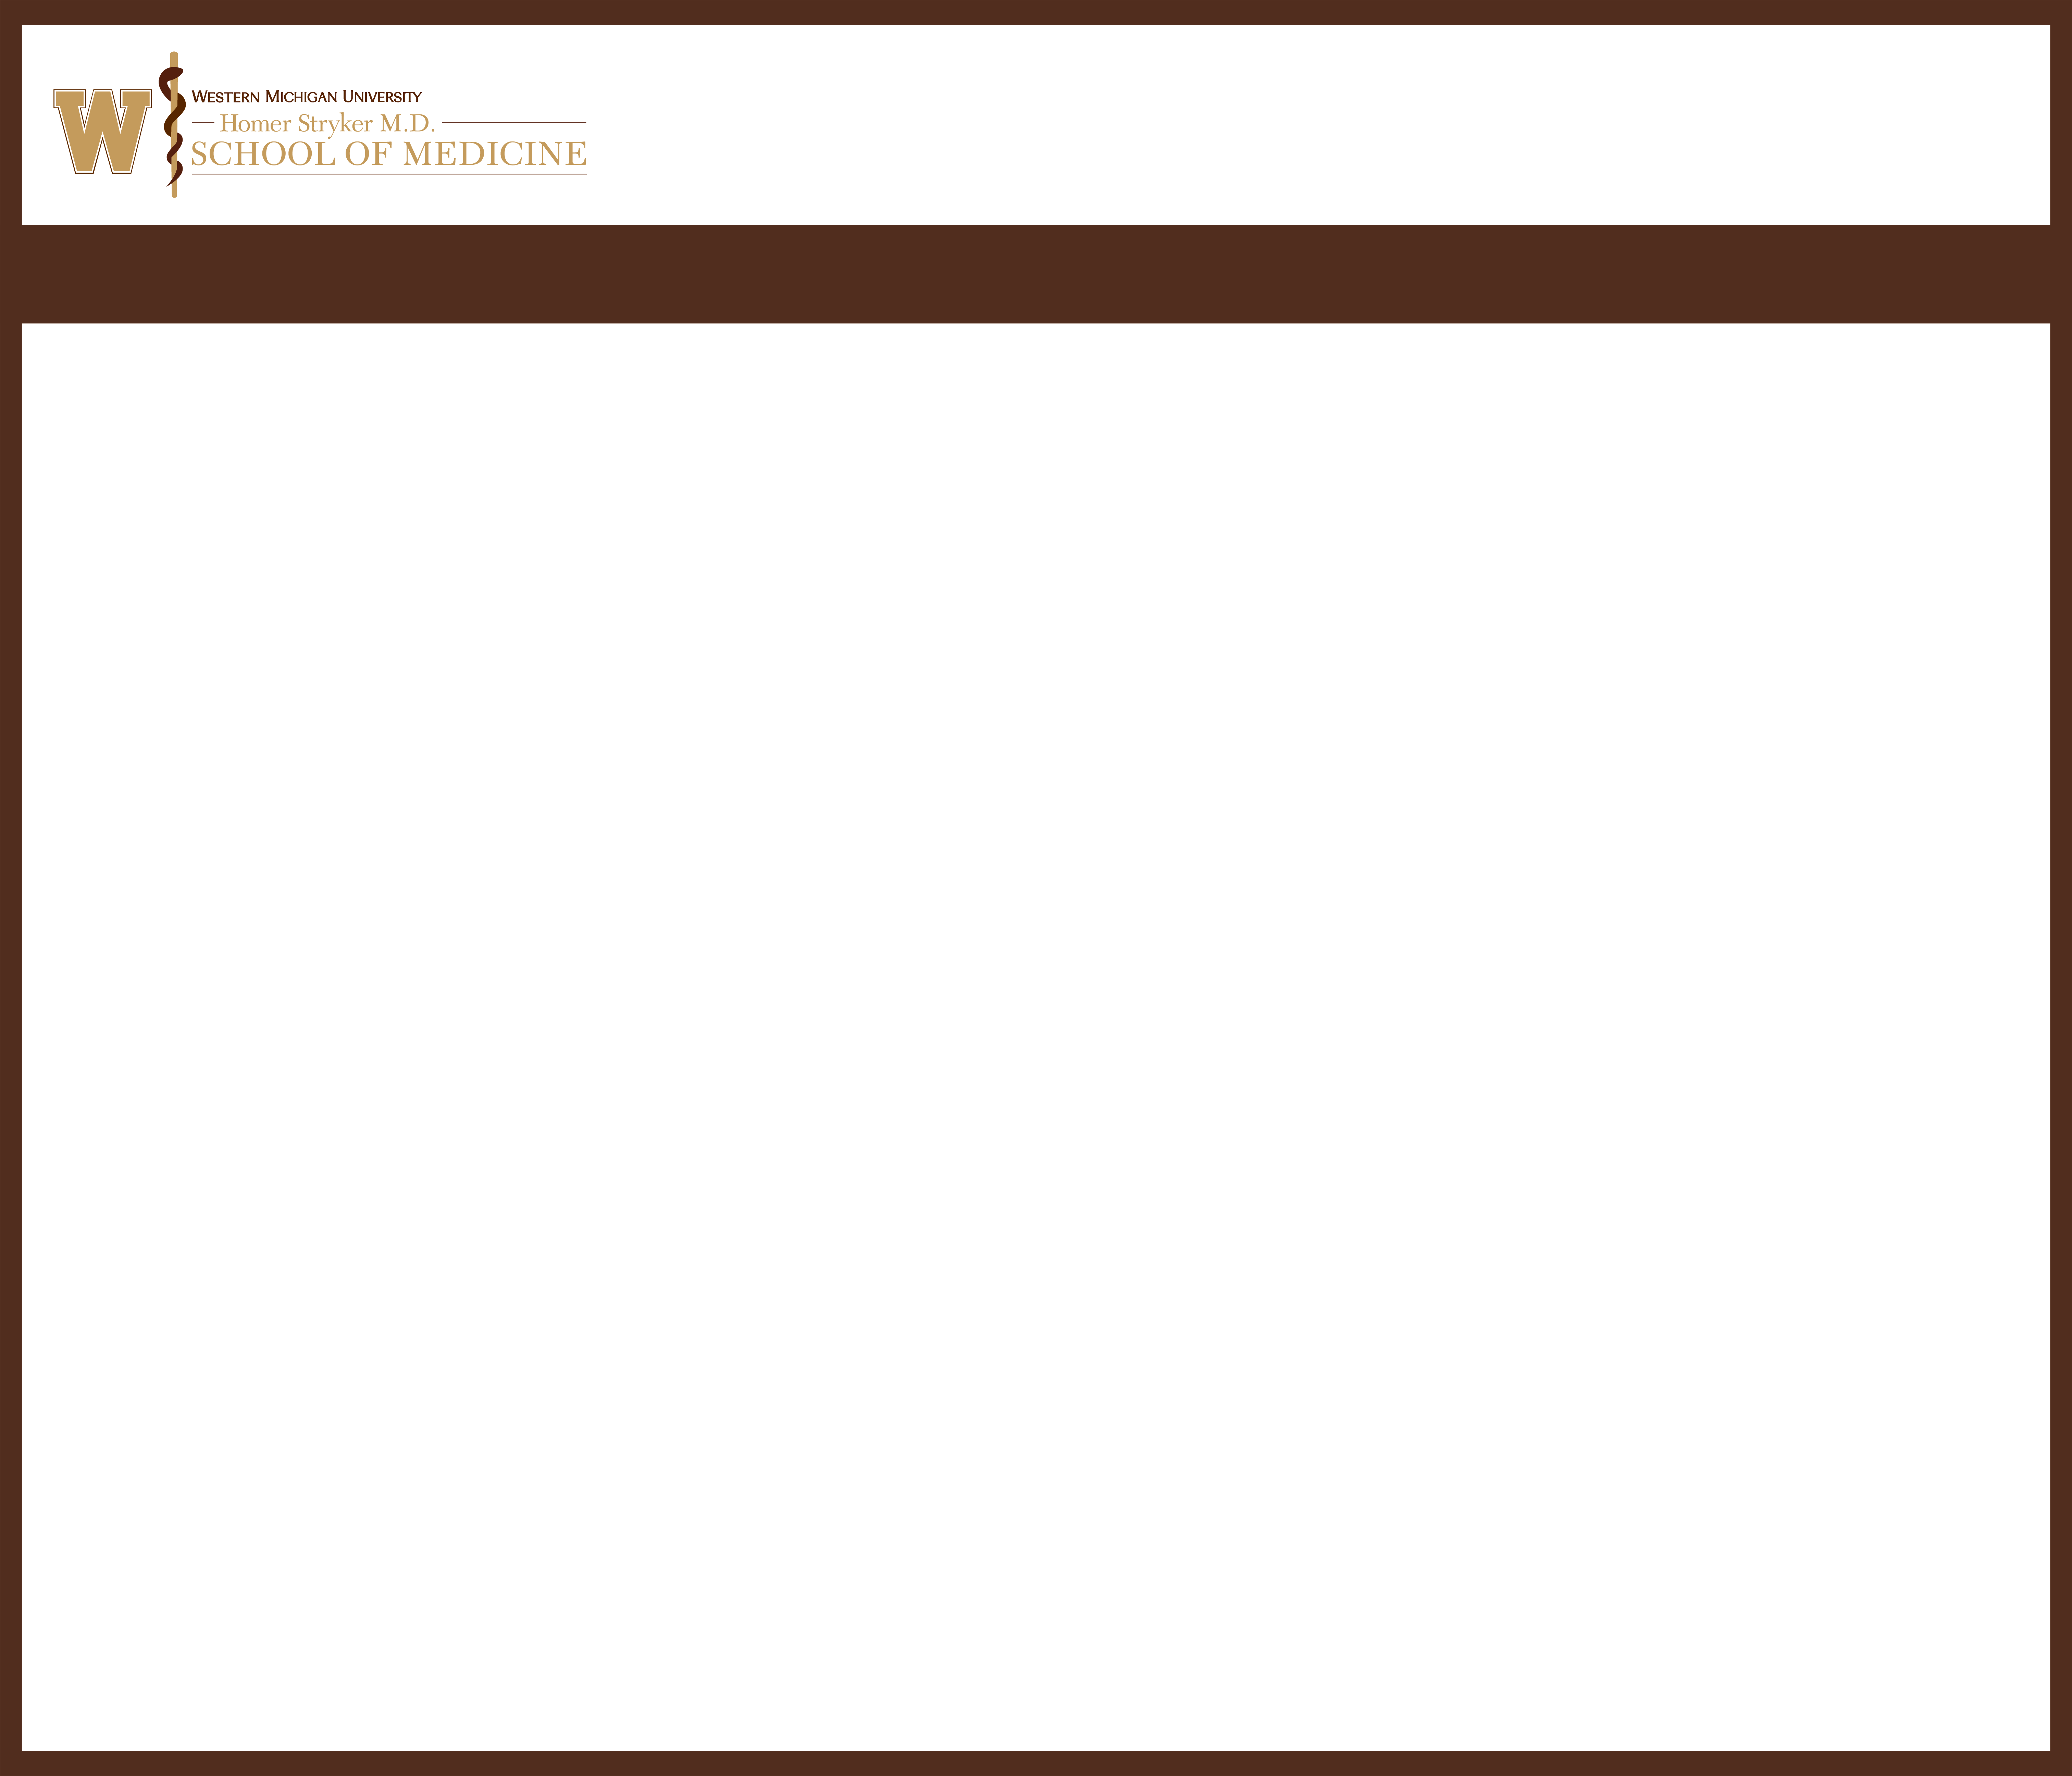 W
WESTERN MICHIGAN UNIVERSITY
Homer Stryker M.D.
SCHOOL OF MEDICINE